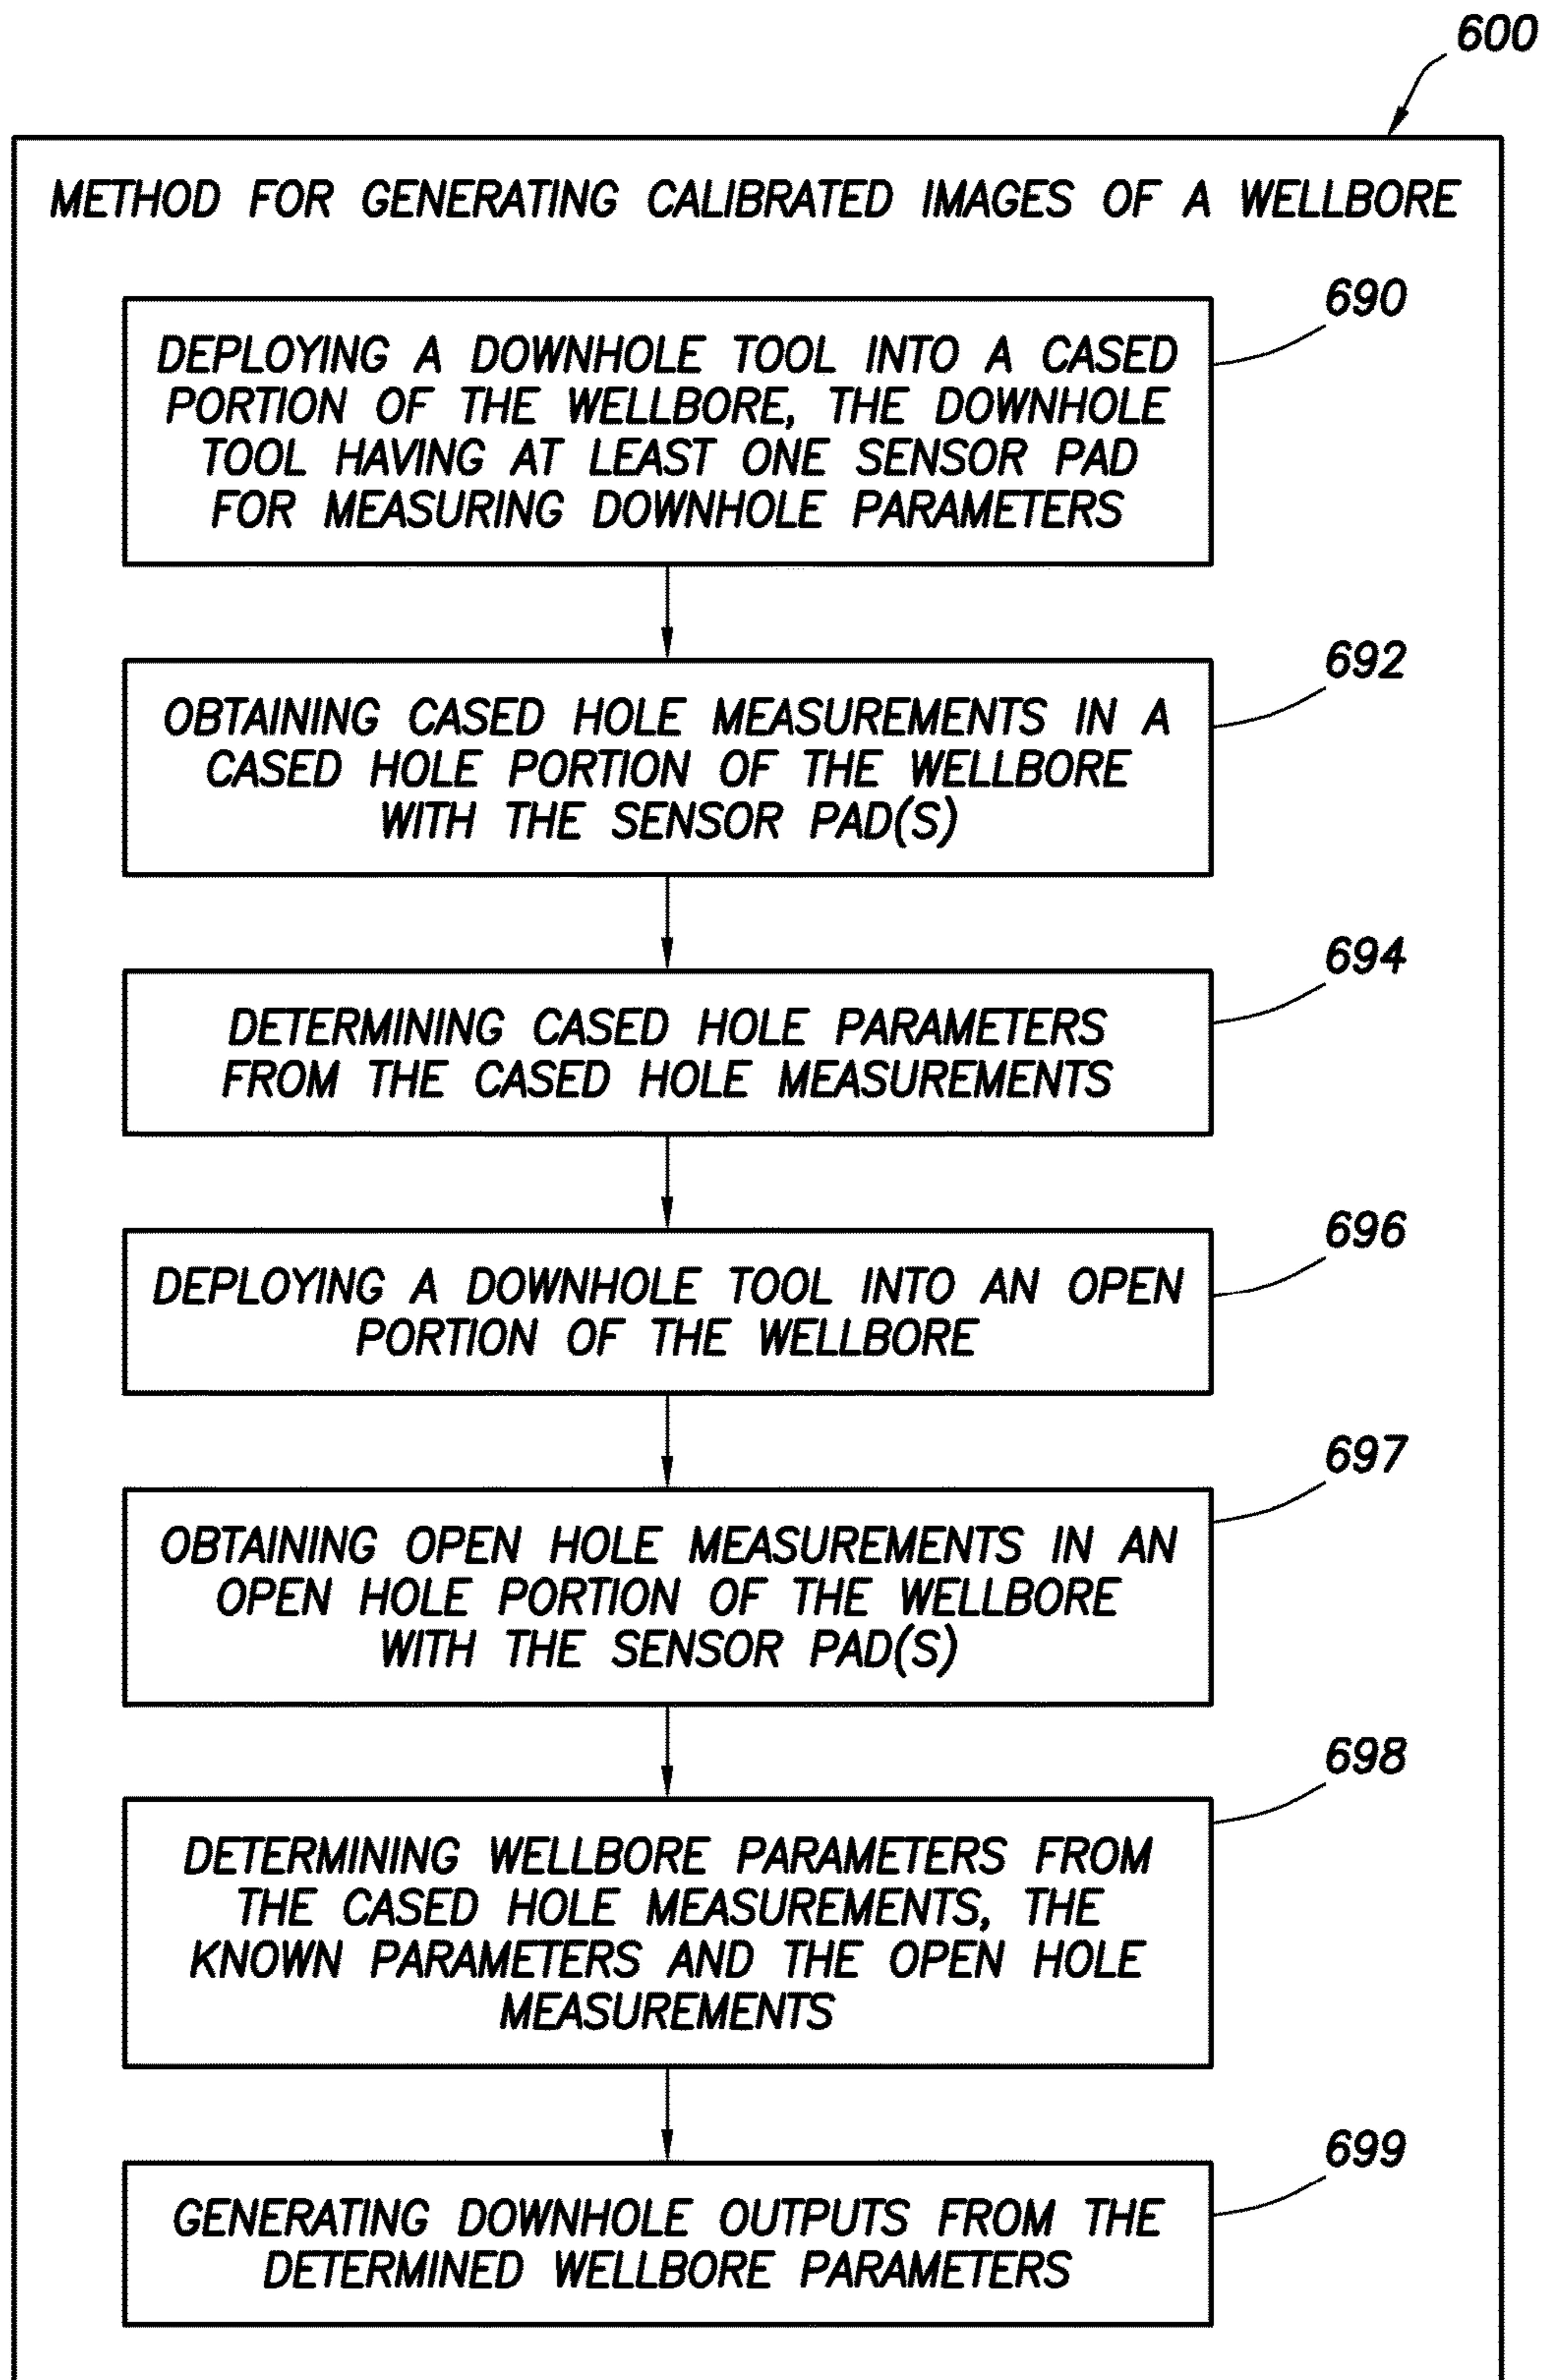 600
METHOD FOR GENERATING CALIBRATED IMAGES OF A WELLBORE
690
DEPLOYING A DOWNHOLE TOOL INTO A CASED
PORTION OF THE WELLBORE, THE DOWNHOLE
TOOL HAVING AT LEAST ONE SENSOR PAD
FOR MEASURING DOWNHOLE PARAMETERS
692
OBTAINING CASED HOLE MEASUREMENTS IN A
CASED HOLE PORTION OF THE WELLBORE
WITH THE SENSOR PAD(S)
694
DETERMINING CASED HOLE PARAMETERS
FROM THE CASED HOLE MEASUREMENTS
696
DEPLOYING A DOWNHOLE TOOL INTO AN OPEN
PORTION OF THE WELLBORE
697
OBTAINING OPEN HOLE MEASUREMENTS IN AN
OPEN HOLE PORTION OF THE WELLBORE
WITH THE SENSOR PAD(S)
698
DETERMINING WELLBORE PARAMETERS FROM
THE CASED HOLE MEASUREMENTS, THE
KNOWN PARAMETERS AND THE OPEN HOLE
MEASUREMENTS
699
GENERATING DOWNHOLE OUTPUTS FROM THE
DETERMINED WELLBORE PARAMETERS